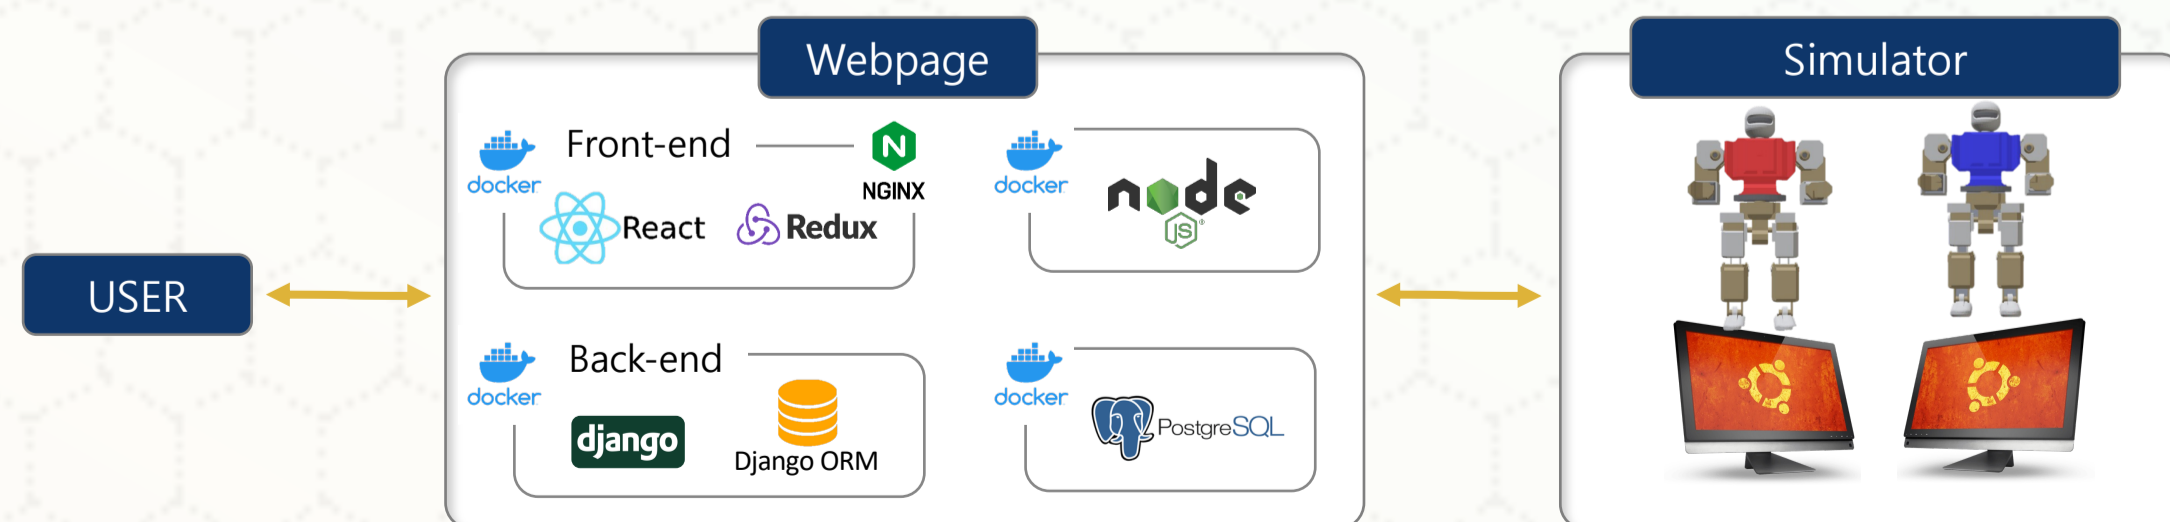 Webpage
Simulator
docker
Front-end
N
NGINX
React
Redux
docker
node
JS
USER
docker
Back-end
django
Django ORM
docker
PostgreSQL